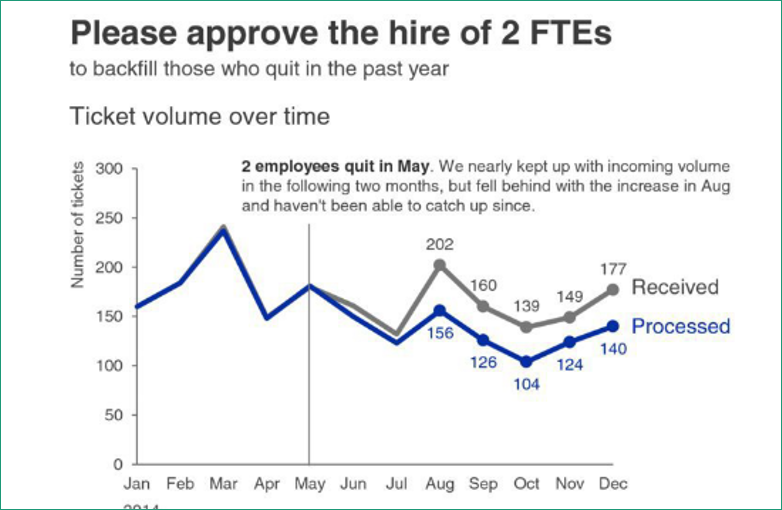 Please approve the hire of 2 FTEs
to backfill those who quit in the past year
Ticket volume over time
2 employees quit in May. We nearly kept up with incoming volume
in the following two months, but fell behind with the increase in Aug
and haven't been able to catch up since.
Number of tickets
300
250
200
150
100
50
0
202
160
139
149
177
Received
156
126
104
124
140
Processed
Jan Feb Mar Apr May Jun Jul Aug Sep Oct Nov Dec
2014